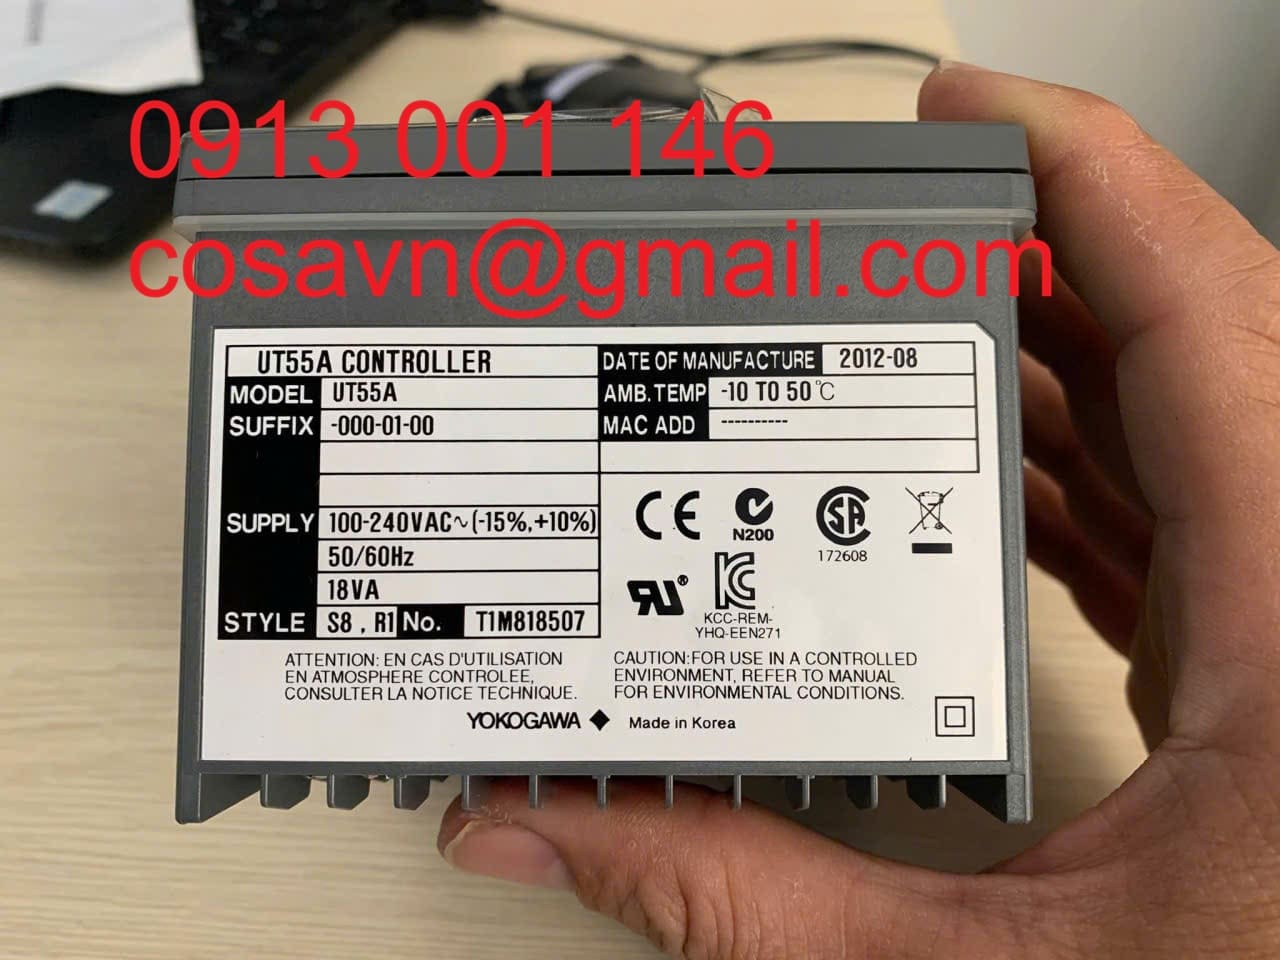 0913 001 146
cosavn@gmail.com
UT55A CONTROLLER
MODEL UT55A
SUFFIX -000-01-00
SUPPLY 100-240VAC~(-15%,+10%)
50/60Hz
18VA
STYLE S8 , R1 No. T1M818507
DATE OF MANUFACTURE 2012-08
AMB.TEMP -10 TO 50℃
MAC ADD ----------
CE
N200
SA
172608
RU®
KC
KCC-REM-
YHQ-EEN271
ATTENTION: EN CAS D'UTILISATION
EN ATMOSPHERE CONTROLEE,
CONSULTER LA NOTICE TECHNIQUE.
CAUTION:FOR USE IN A CONTROLLED
ENVIRONMENT, REFER TO MANUAL
FOR ENVIRONMENTAL CONDITIONS.
YOKOGAWA ◆ Made in Korea